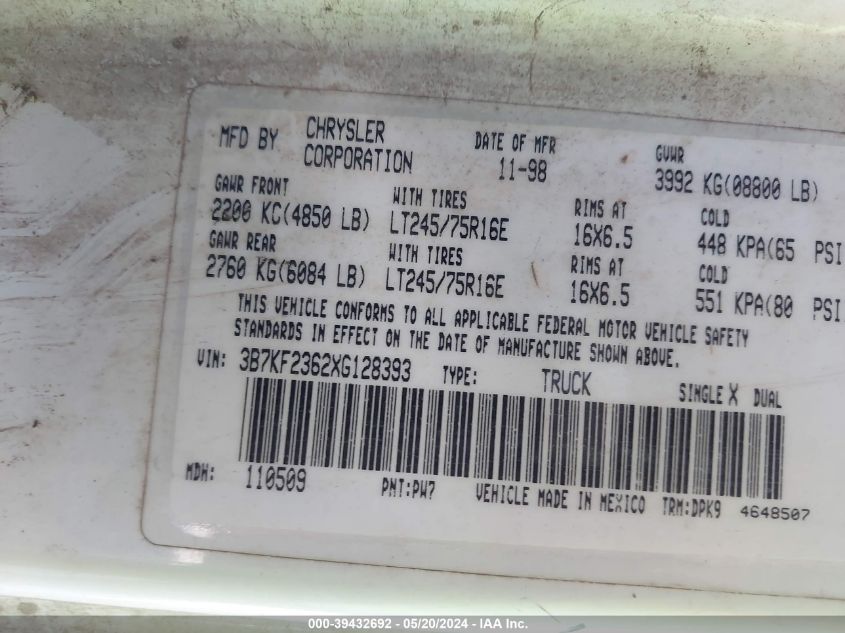 MFD BY CHRYSLER CORPORATION DATE OF MFR 11-98 GVWR 3992 KG(08800 LB)
GAWR FRONT WITH TIRES RIMS AT COLD
2200 KG(4850 LB) LT245/75R16E 16X6.5 448 KPA(65 PSI
GAWR REAR WITH TIRES RIMS AT COLD
2760 KG(6084 LB) LT245/75R16E 16X6.5 551 KPA(80 PSI
THIS VEHICLE CONFORMS TO ALL APPLICABLE FEDERAL MOTOR VEHICLE SAFETY
STANDARDS IN EFFECT ON THE DATE OF MANUFACTURE SHOWN ABOVE.
VIN: 3B7KF2362XG128393 TYPE: TRUCK SINGLE X DUAL
MDH: 110509 PNT:PW7 VEHICLE MADE IN MEXICO TRM:DPK9 4648507
000-39432692 - 05/20/2024 - IAA Inc.